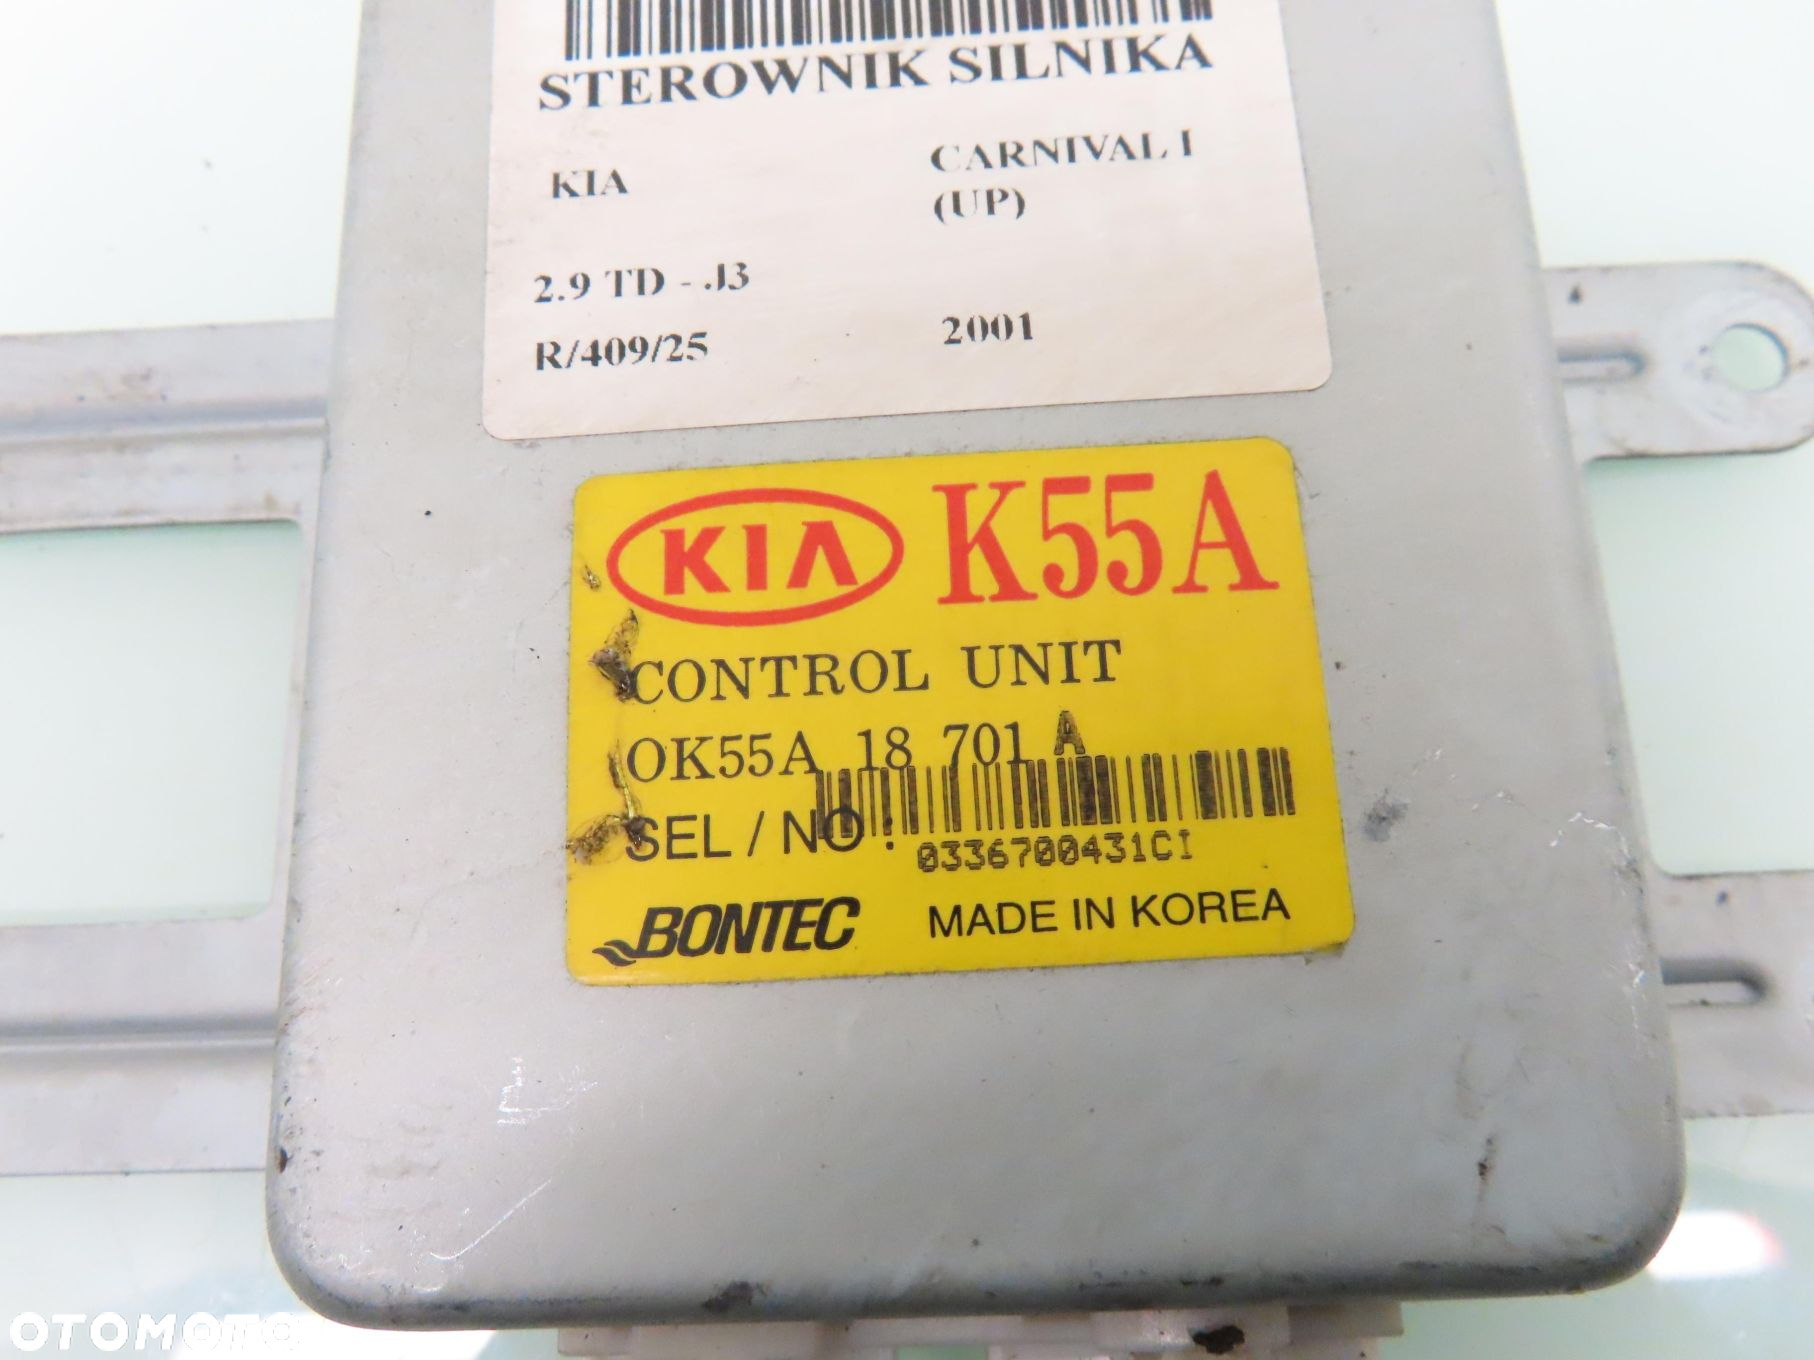 STEROWNIK SILNIKA
KIA
CARNIVAL I
(UP)
2.9 TD - J3
R/409/25
2001
KIA K55A
CONTROL UNIT
OK55A 18 701 A
SEL / NO :
0336700431CI
BONTEC MADE IN KOREA
OTOMOTO